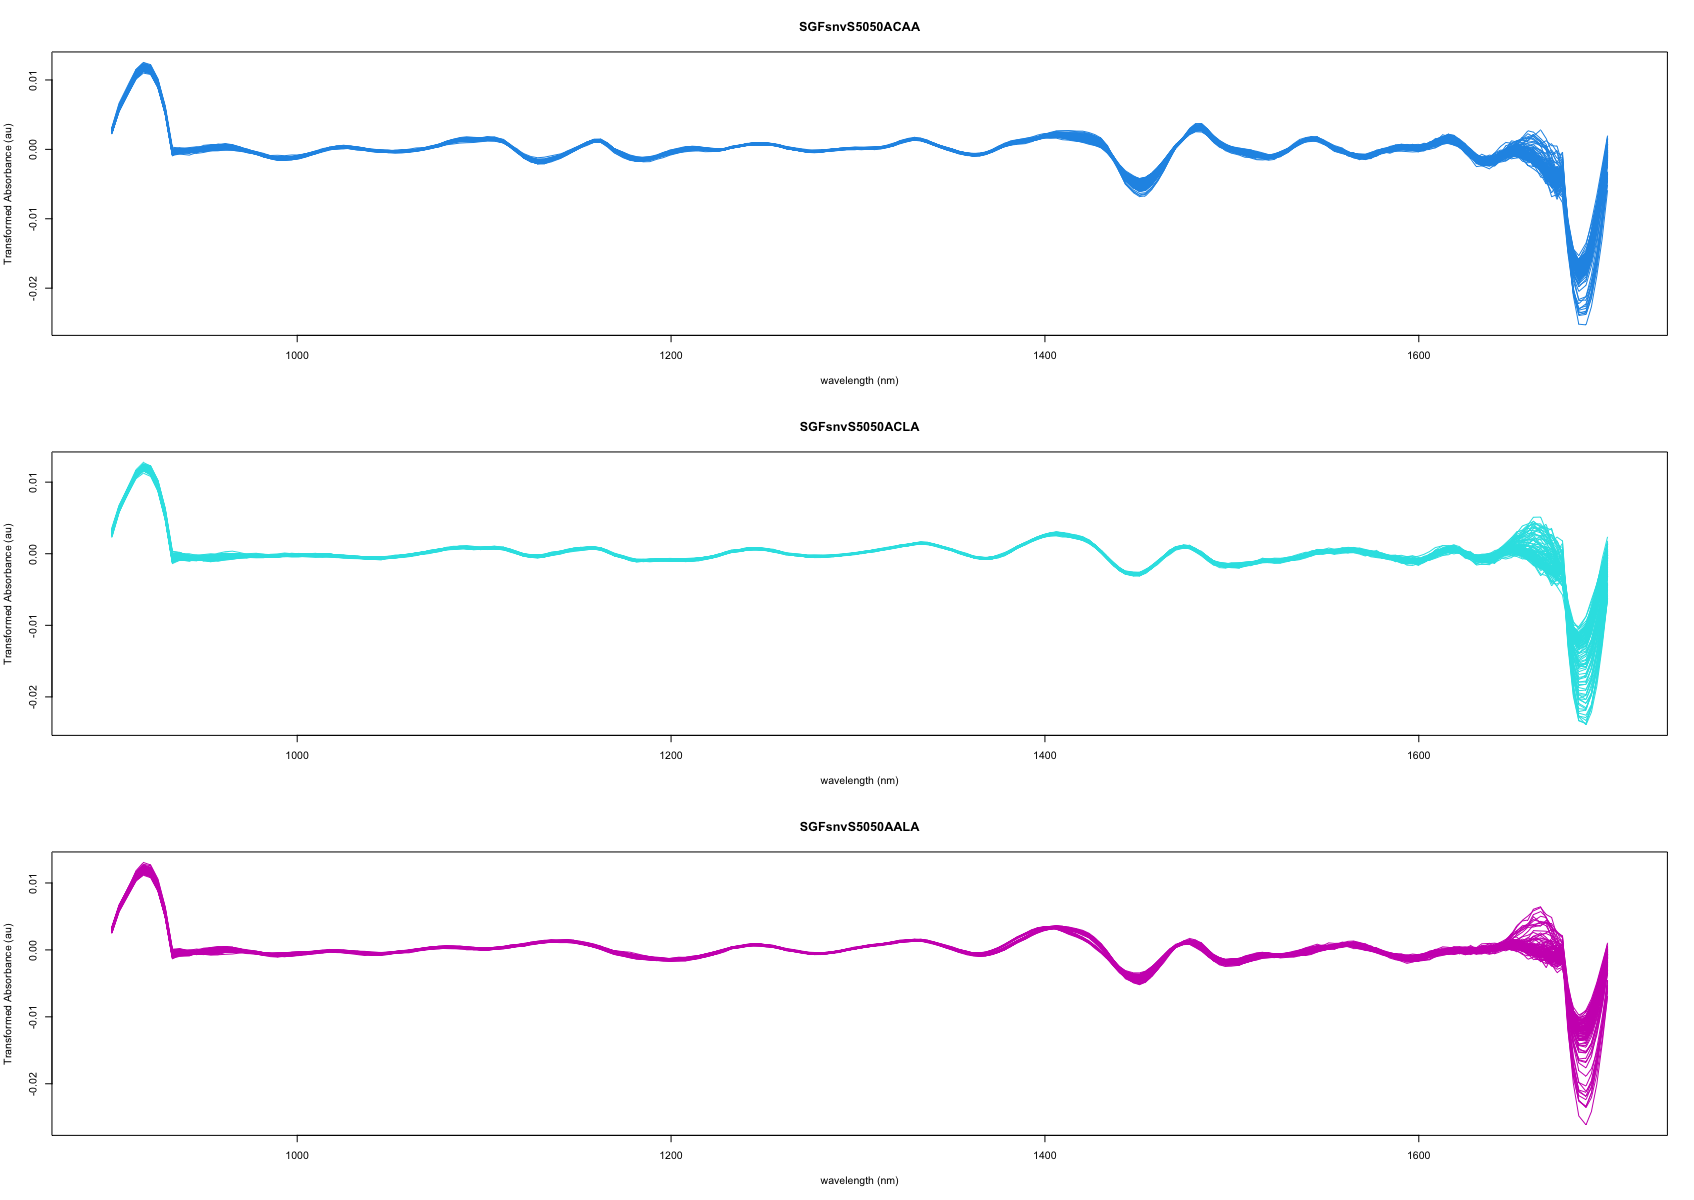 SGFsnvS5050ACAA
Transformed Absorbance (au)
0.01
0.00
-0.01
-0.02
1000 1200 1400 1600
wavelength (nm)
SGFsnvS5050ACLA
Transformed Absorbance (au)
0.01
0.00
-0.01
-0.02
1000 1200 1400 1600
wavelength (nm)
SGFsnvS5050AALA
Transformed Absorbance (au)
0.01
0.00
-0.01
-0.02
1000 1200 1400 1600
wavelength (nm)